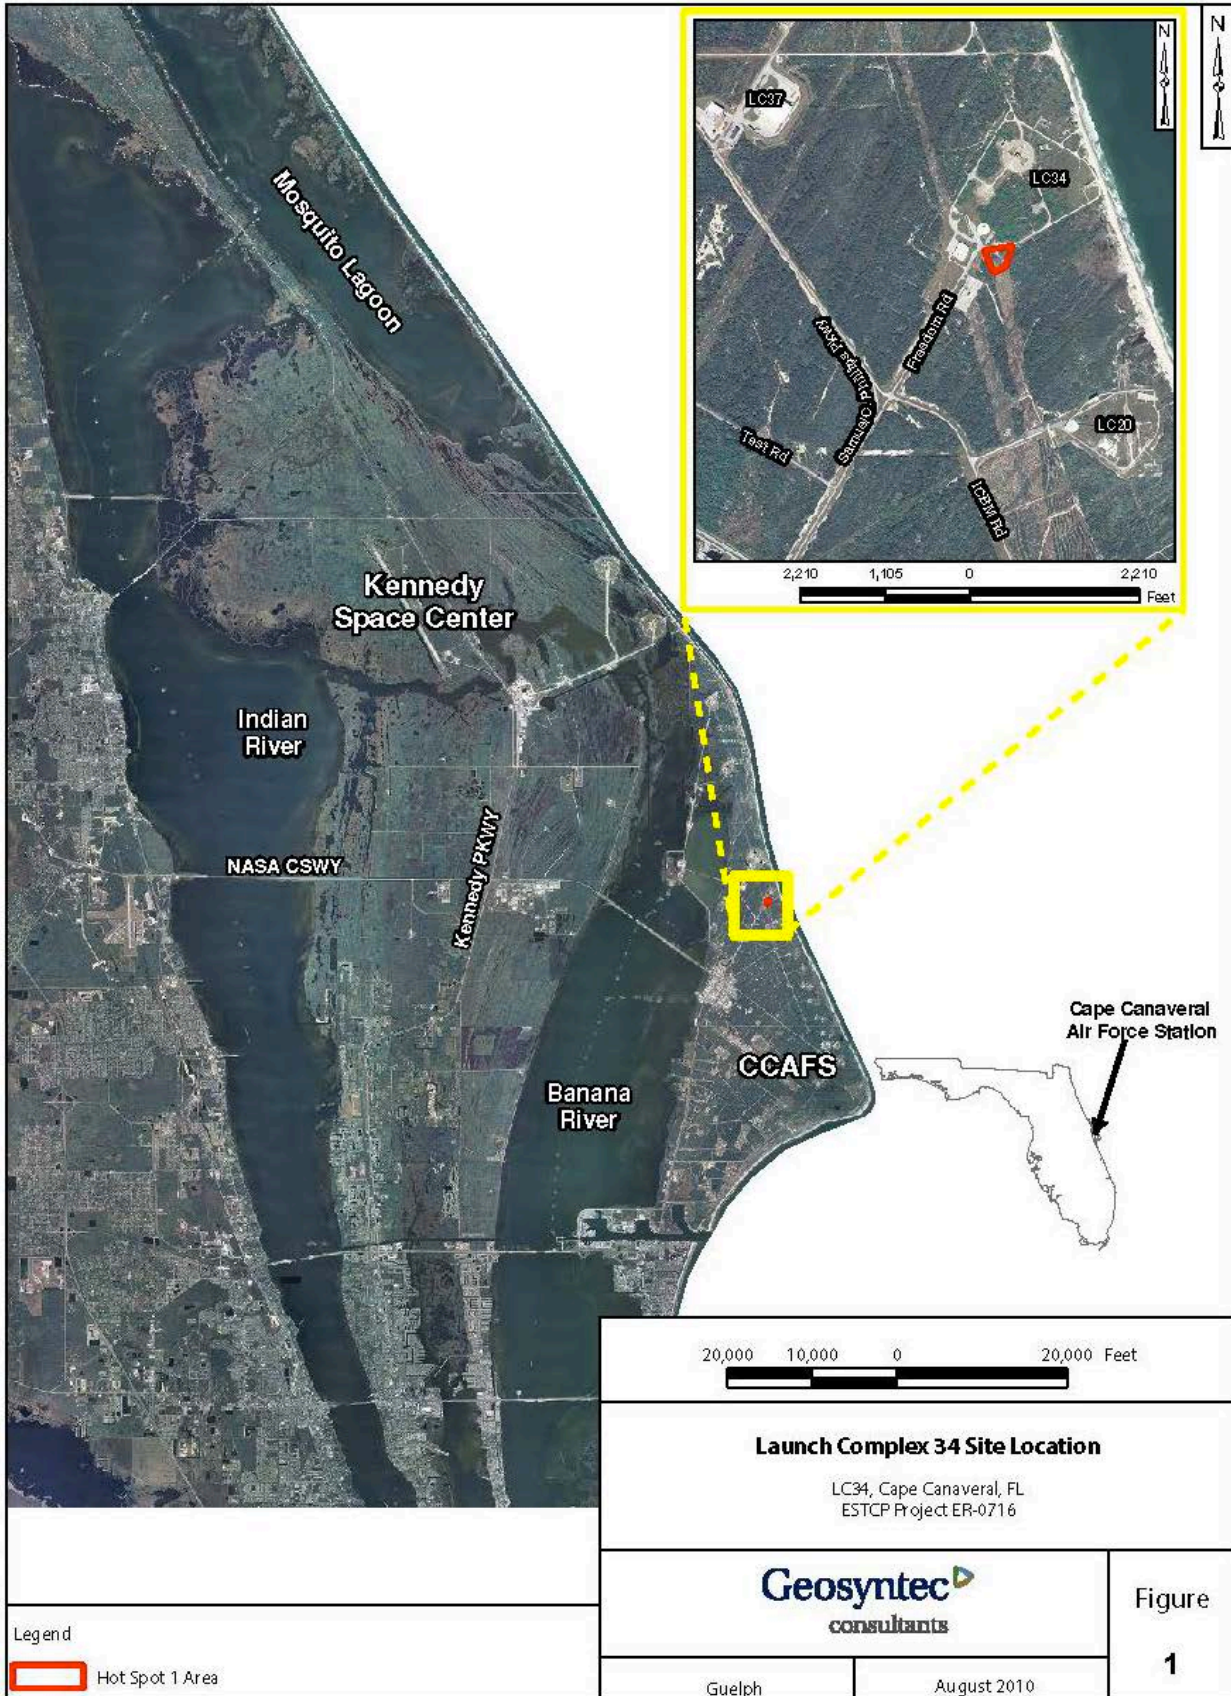 N
N
LC37
LC34
Freedom Rd
Samuel C Phillips PKWY
Test Rd
LC20
ICBM Rd
2,210 1,105 0 2,210
Feet
Mosquito Lagoon
Kennedy
Space Center
Indian
River
NASA CSWY
Kennedy PKWY
Banana
River
CCAFS
Cape Canaveral
Air Force Station
20,000 10,000 0 20,000 Feet
Launch Complex 34 Site Location
LC34, Cape Canaveral, FL
ESTCP Project ER-0716
Geosyntec
consultants
Figure
1
Guelph
August 2010
Legend
Hot Spot 1 Area